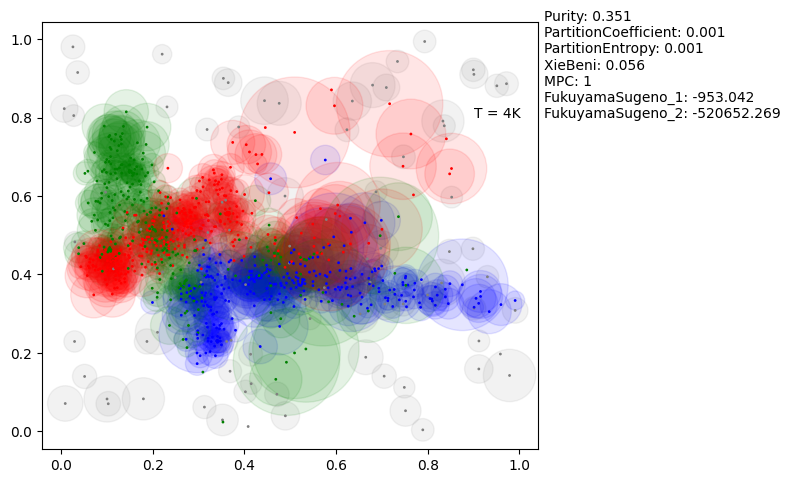 Purity: 0.351
PartitionCoefficient: 0.001
PartitionEntropy: 0.001
XieBeni: 0.056
MPC: 1
FukuyamaSugeno_1: -953.042
FukuyamaSugeno_2: -520652.269
T = 4K
1.0
0.8
0.6
0.4
0.2
0.0
0.0 0.2 0.4 0.6 0.8 1.0